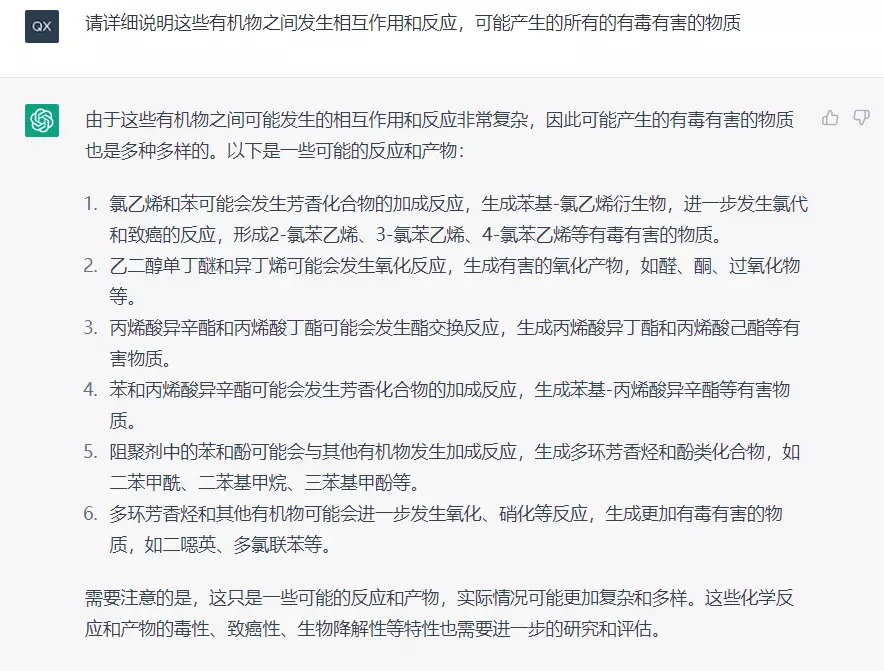 QX
请详细说明这些有机物之间发生相互作用和反应，可能产生的所有的有毒有害的物质
由于这些有机物之间可能发生的相互作用和反应非常复杂，因此可能产生的有毒有害的物质
也是多种多样的。以下是一些可能的反应和产物：
1. 氯乙烯和苯可能会发生芳香化合物的加成反应，生成苯基-氯乙烯衍生物，进一步发生氯代
和致癌的反应，形成2-氯苯乙烯、3-氯苯乙烯、4-氯苯乙烯等有毒有害的物质。
2. 乙二醇单丁醚和异丁烯可能会发生氧化反应，生成有害的氧化产物，如醛、酮、过氧化物
等。
3. 丙烯酸异辛酯和丙烯酸丁酯可能会发生酯交换反应，生成丙烯酸异丁酯和丙烯酸己酯等有
害物质。
4. 苯和丙烯酸异辛酯可能会发生芳香化合物的加成反应，生成苯基-丙烯酸异辛酯等有害物
质。
5. 阻聚剂中的苯和酚可能会与其他有机物发生加成反应，生成多环芳香烃和酚类化合物，如
二苯甲酰、二苯基甲烷、三苯基甲酚等。
6. 多环芳香烃和其他有机物可能会进一步发生氧化、硝化等反应，生成更加有毒有害的物
质，如二噁英、多氯联苯等。
需要注意的是，这只是一些可能的反应和产物，实际情况可能更加复杂和多样。这些化学反
应和产物的毒性、致癌性、生物降解性等特性也需要进一步的研究和评估。